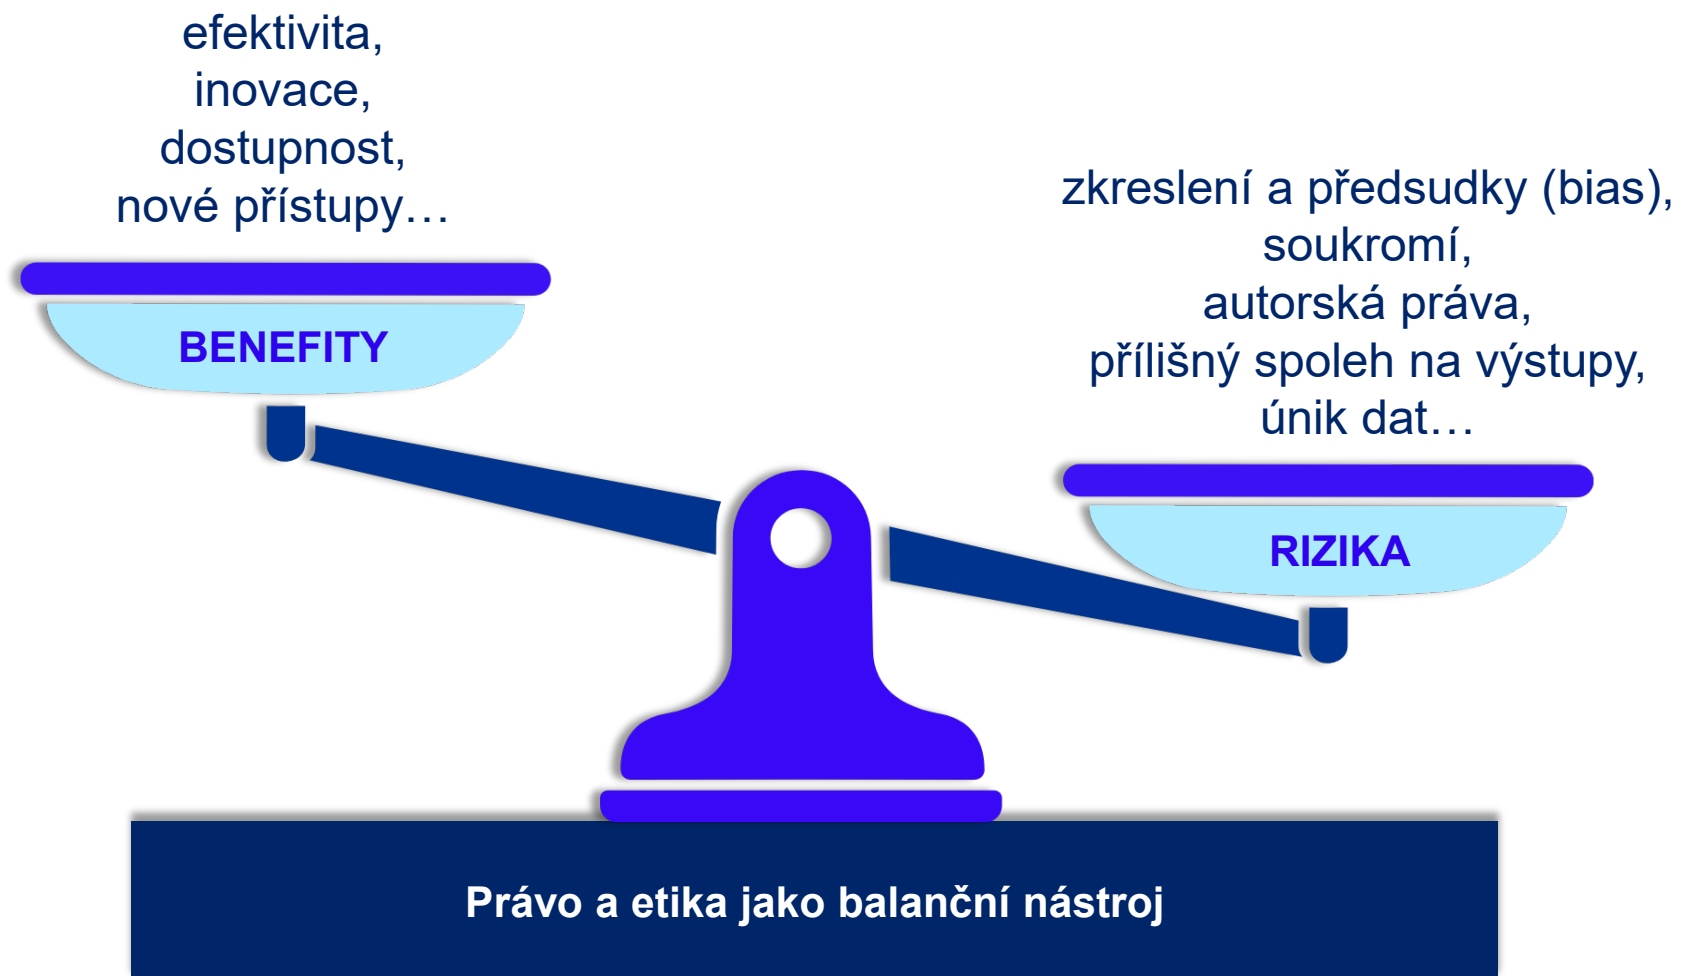 efektivita,
inovace,
dostupnost,
nové přístupy…
BENEFITY
zkreslení a předsudky (bias),
soukromí,
autorská práva,
přílišný spoleh na výstupy,
únik dat…
RIZIKA
Právo a etika jako balanční nástroj